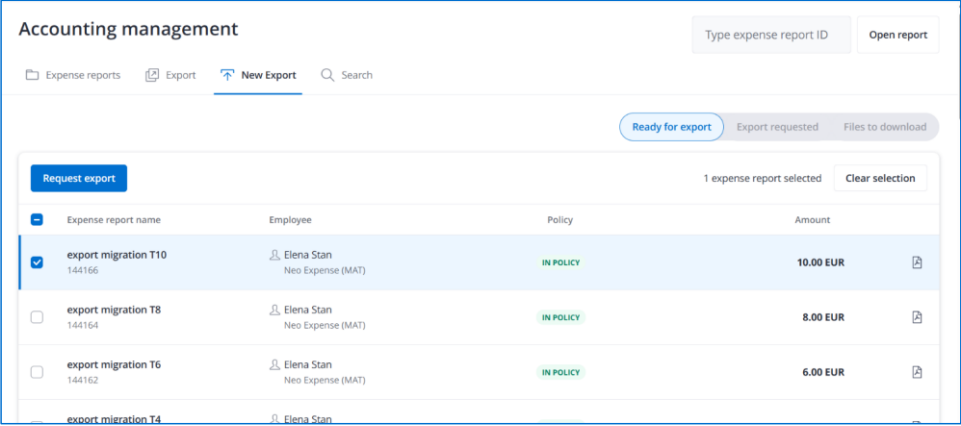 Accounting management
Type expense report ID
Open report
Expense reports
Export
New Export
Search
Ready for export
Export requested
Files to download
Request export
1 expense report selected
Clear selection
Expense report name
Employee
Policy
Amount
export migration T10
Elena Stan
144166
Neo Expense (MAT)
IN POLICY
10.00 EUR
export migration T8
Elena Stan
144164
Neo Expense (MAT)
IN POLICY
8.00 EUR
export migration T6
Elena Stan
144162
Neo Expense (MAT)
IN POLICY
6.00 EUR
export migration T4
Elena Stan